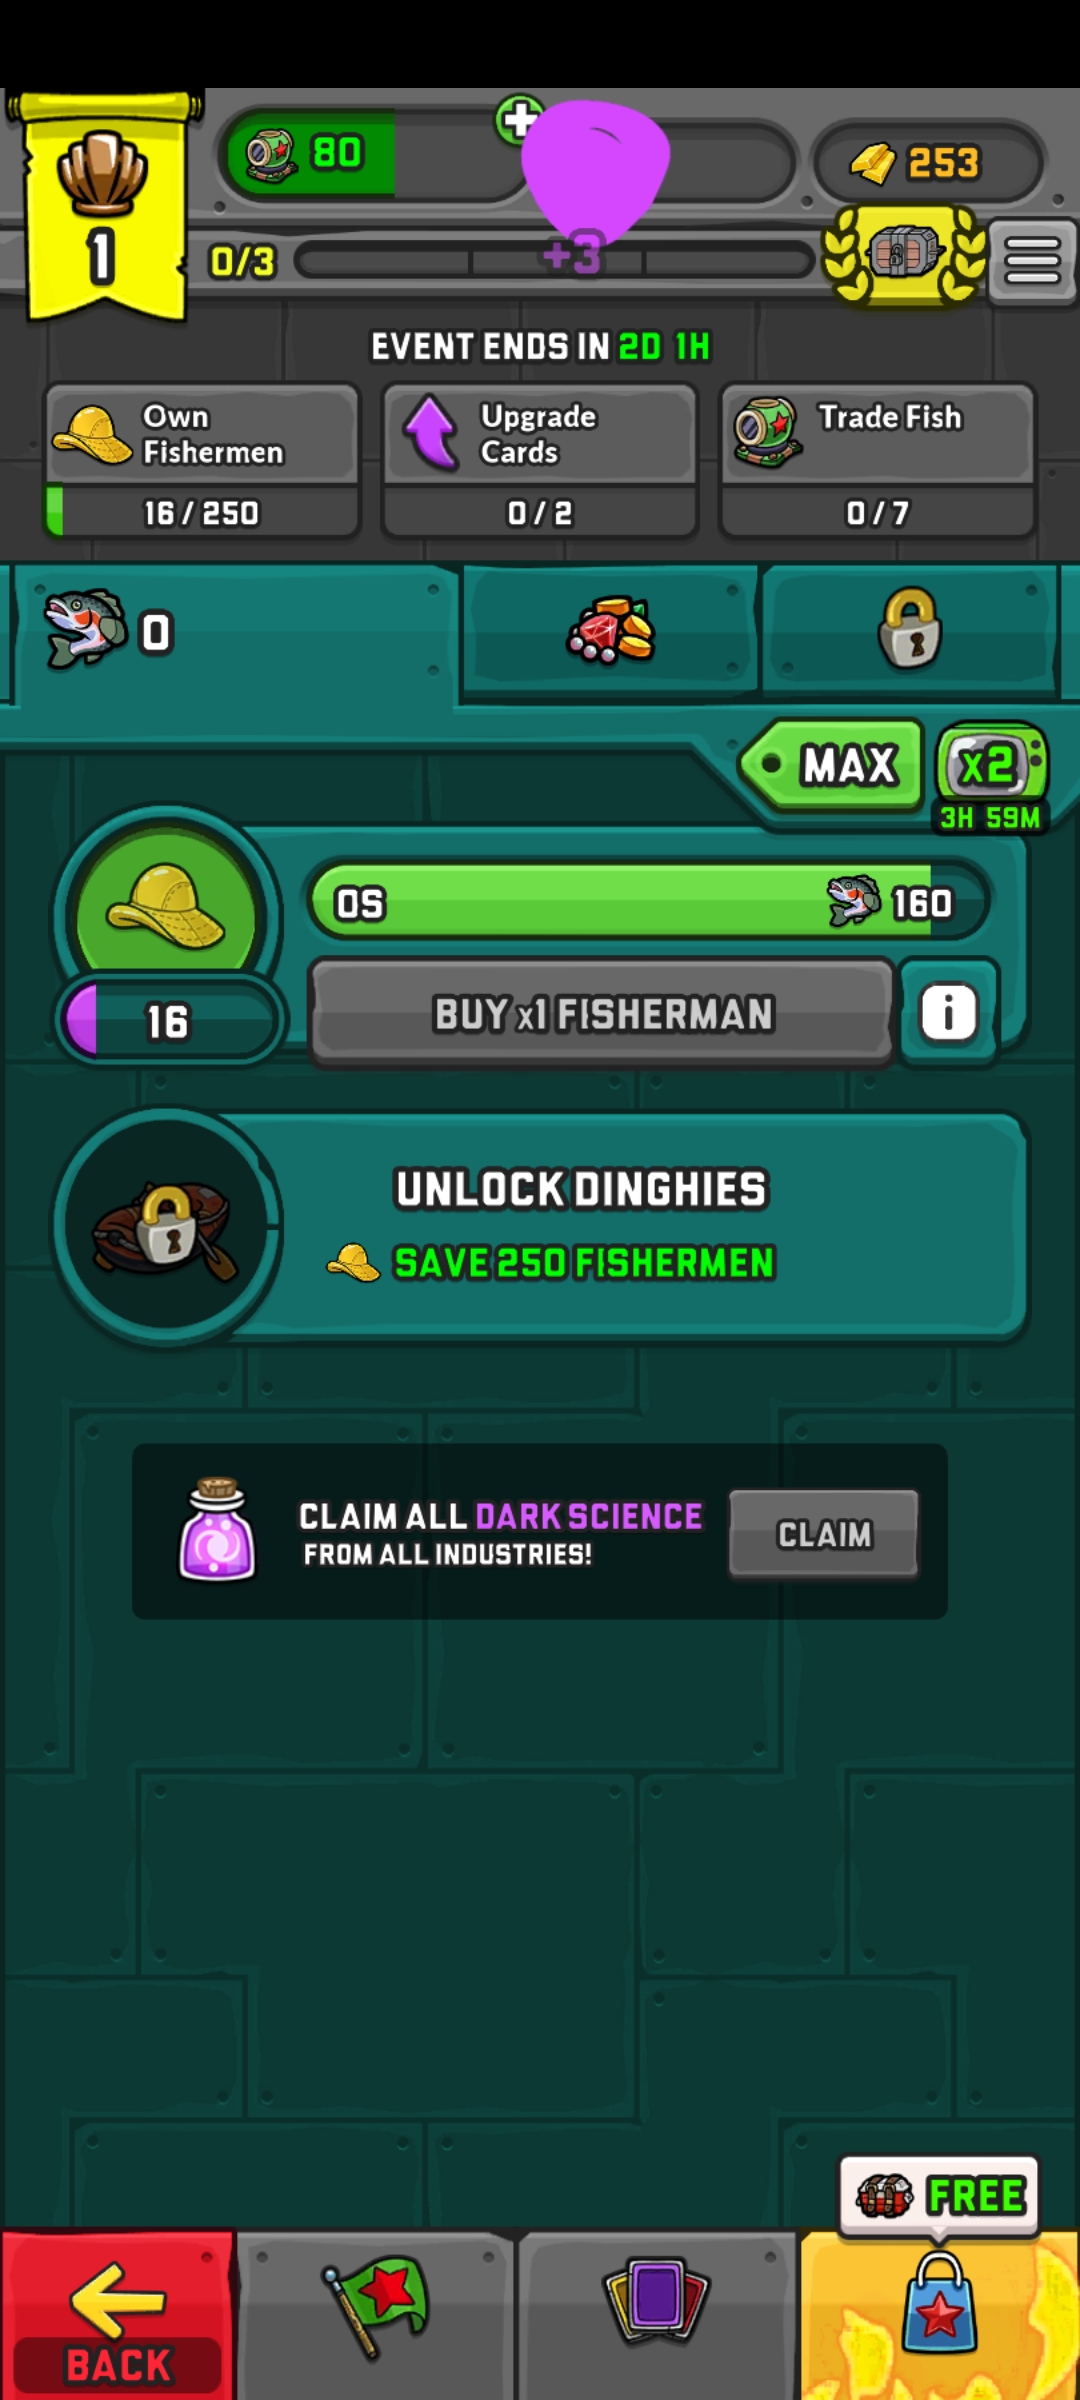 1
80
253
0/3
+3
EVENT ENDS IN 2D 1H
Own Fishermen
16 / 250
Upgrade Cards
0 / 2
Trade Fish
0 / 7
0
MAX
x2
3H 59M
0S
160
16
BUY x1 FISHERMAN
i
UNLOCK DINGHIES
SAVE 250 FISHERMEN
CLAIM ALL DARK SCIENCE
FROM ALL INDUSTRIES!
CLAIM
FREE
BACK